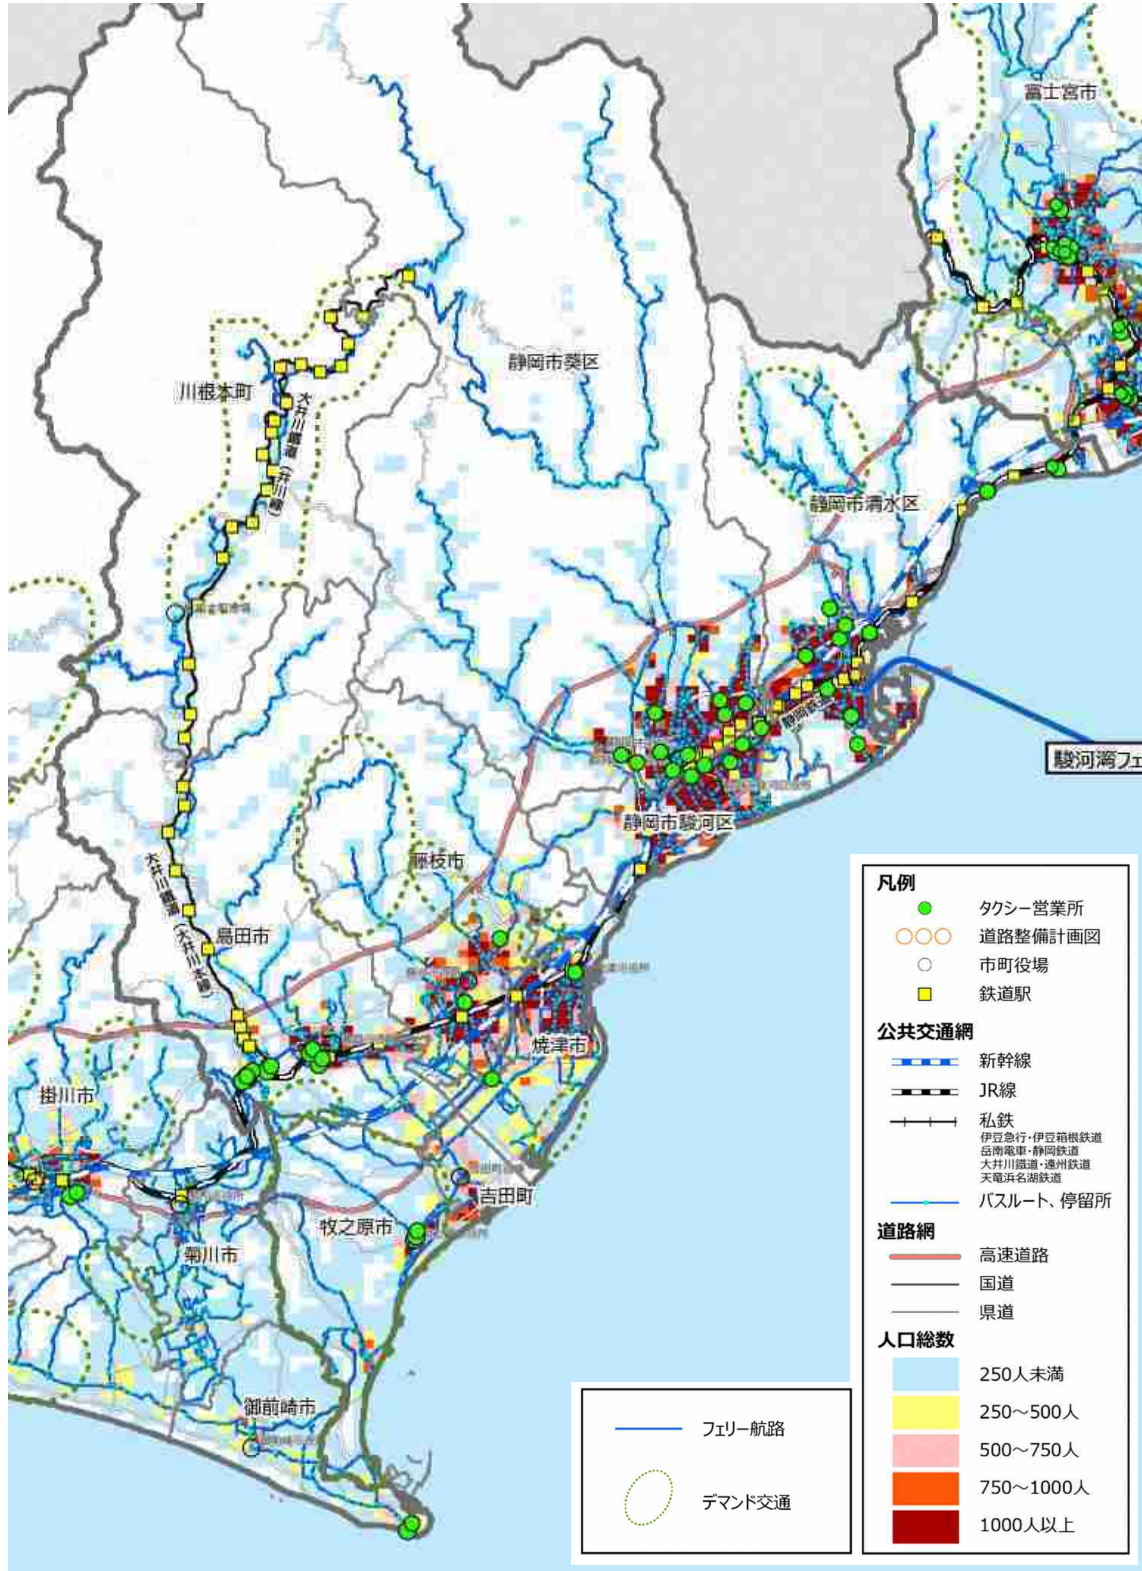 富士宮市
静岡市葵区
川根本町
大井川鐵道(井川線)
静岡市清水区
静岡鉄道
駿河湾フェ
静岡市駿河区
藤枝市
大井川鐵道(大井川本線)
島田市
焼津市
掛川市
吉田町
牧之原市
菊川市
御前崎市
凡例
タクシー営業所
道路整備計画図
市町役場
鉄道駅
公共交通網
新幹線
JR線
私鉄
伊豆急行・伊豆箱根鉄道
岳南電車・静岡鉄道
大井川鐵道・遠州鉄道
天竜浜名湖鉄道
バスルート、停留所
道路網
高速道路
国道
県道
人口総数
250人未満
250～500人
500～750人
750～1000人
1000人以上
フェリー航路
デマンド交通